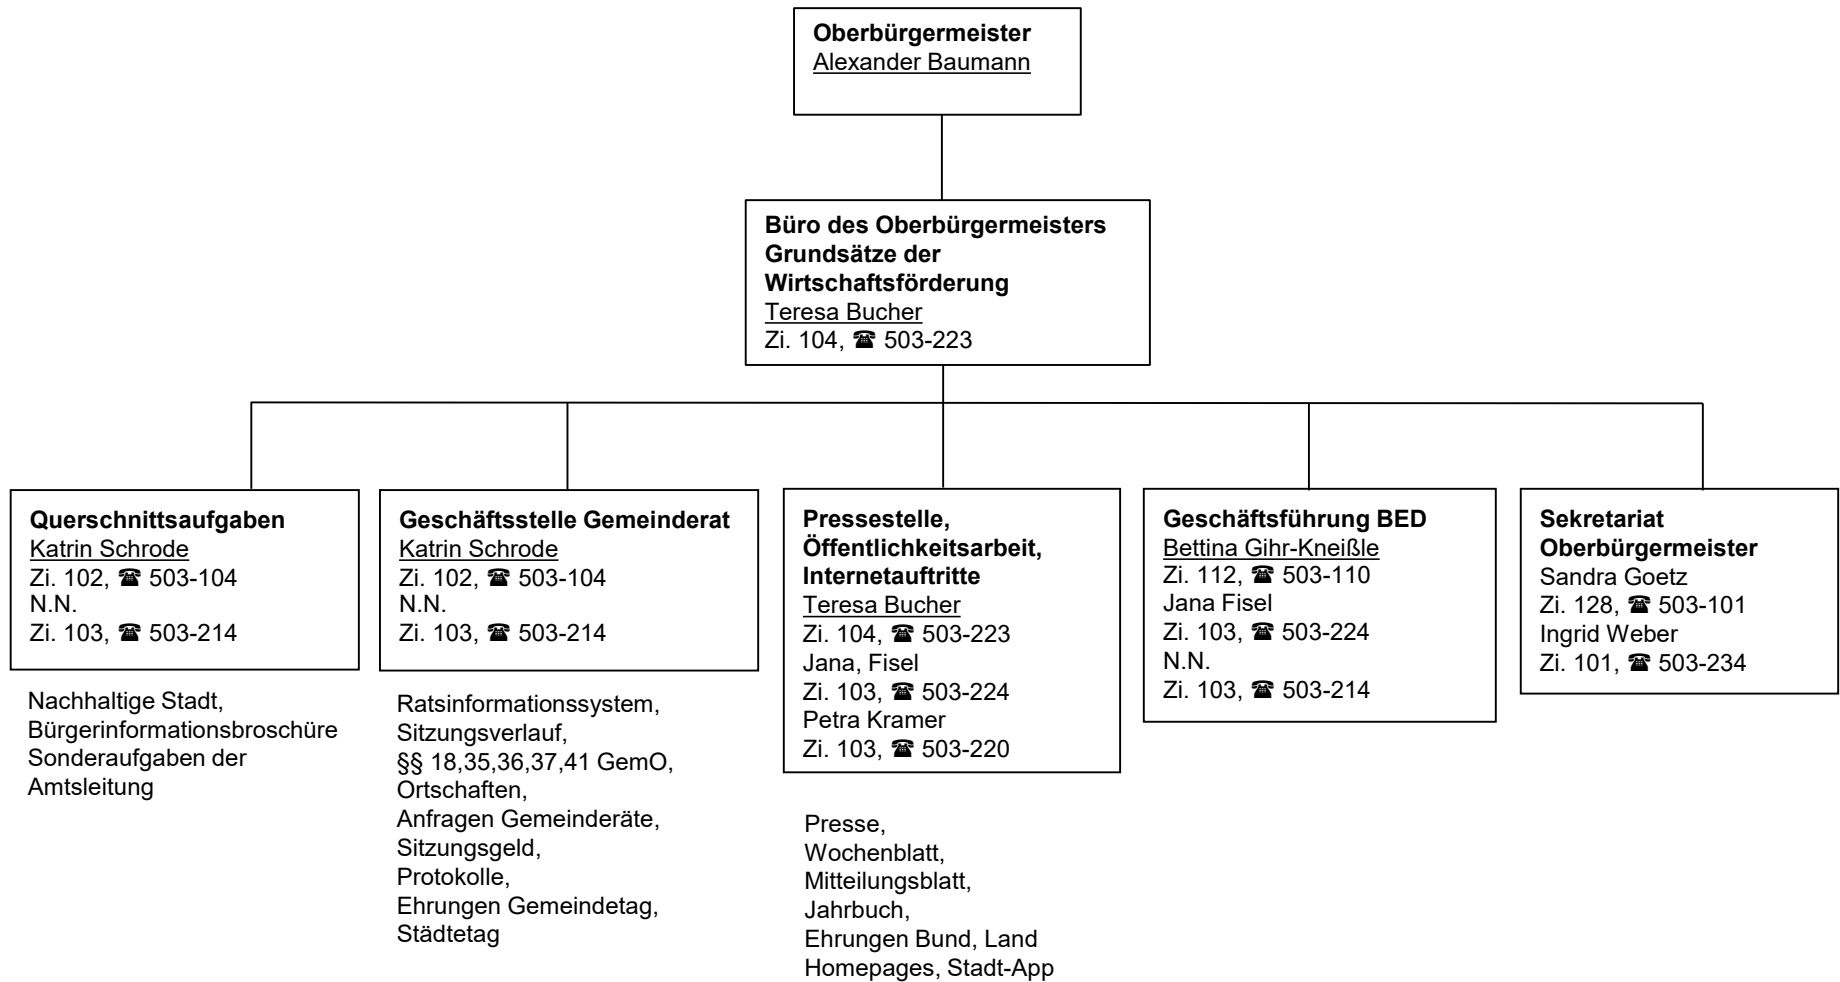 Oberbürgermeister
Alexander Baumann
Büro des Oberbürgermeisters
Grundsätze der
Wirtschaftsförderung
Teresa Bucher
Zi. 104, ☎ 503-223
Querschnittsaufgaben
Katrin Schrode
Zi. 102, ☎ 503-104
N.N.
Zi. 103, ☎ 503-214
Nachhaltige Stadt,
Bürgerinformationsbroschüre
Sonderaufgaben der
Amtsleitung
Geschäftsstelle Gemeinderat
Katrin Schrode
Zi. 102, ☎ 503-104
N.N.
Zi. 103, ☎ 503-214
Ratsinformationssystem,
Sitzungsverlauf,
§§ 18,35,36,37,41 GemO,
Ortschaften,
Anfragen Gemeinderäte,
Sitzungsgeld,
Protokolle,
Ehrungen Gemeindetag,
Städtetag
Pressestelle,
Öffentlichkeitsarbeit,
Internetauftritte
Teresa Bucher
Zi. 104, ☎ 503-223
Jana, Fisel
Zi. 103, ☎ 503-224
Petra Kramer
Zi. 103, ☎ 503-220
Presse,
Wochenblatt,
Mitteilungsblatt,
Jahrbuch,
Ehrungen Bund, Land
Homepages, Stadt-App
Geschäftsführung BED
Bettina Gihr-Kneißle
Zi. 112, ☎ 503-110
Jana Fisel
Zi. 103, ☎ 503-224
N.N.
Zi. 103, ☎ 503-214
Sekretariat
Oberbürgermeister
Sandra Goetz
Zi. 128, ☎ 503-101
Ingrid Weber
Zi. 101, ☎ 503-234